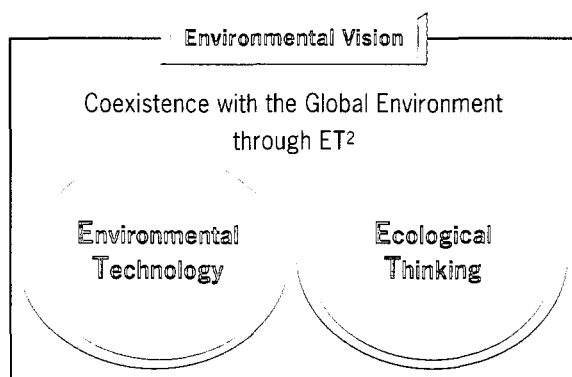 Environmental Vision
Coexistence with the Global Environment
through ET²
Environmental
Technology
Ecological
Thinking